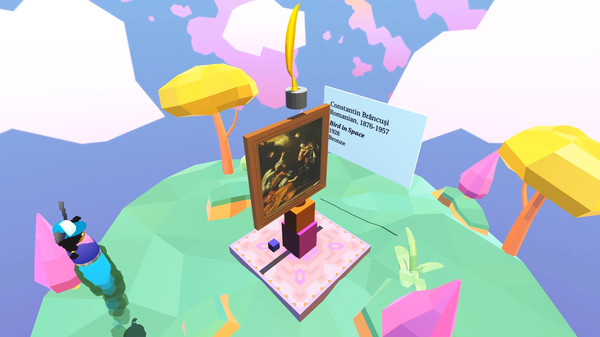 Constantin Brâncuși
Romanian, 1876-1957
Bird in Space
1928
Bronze